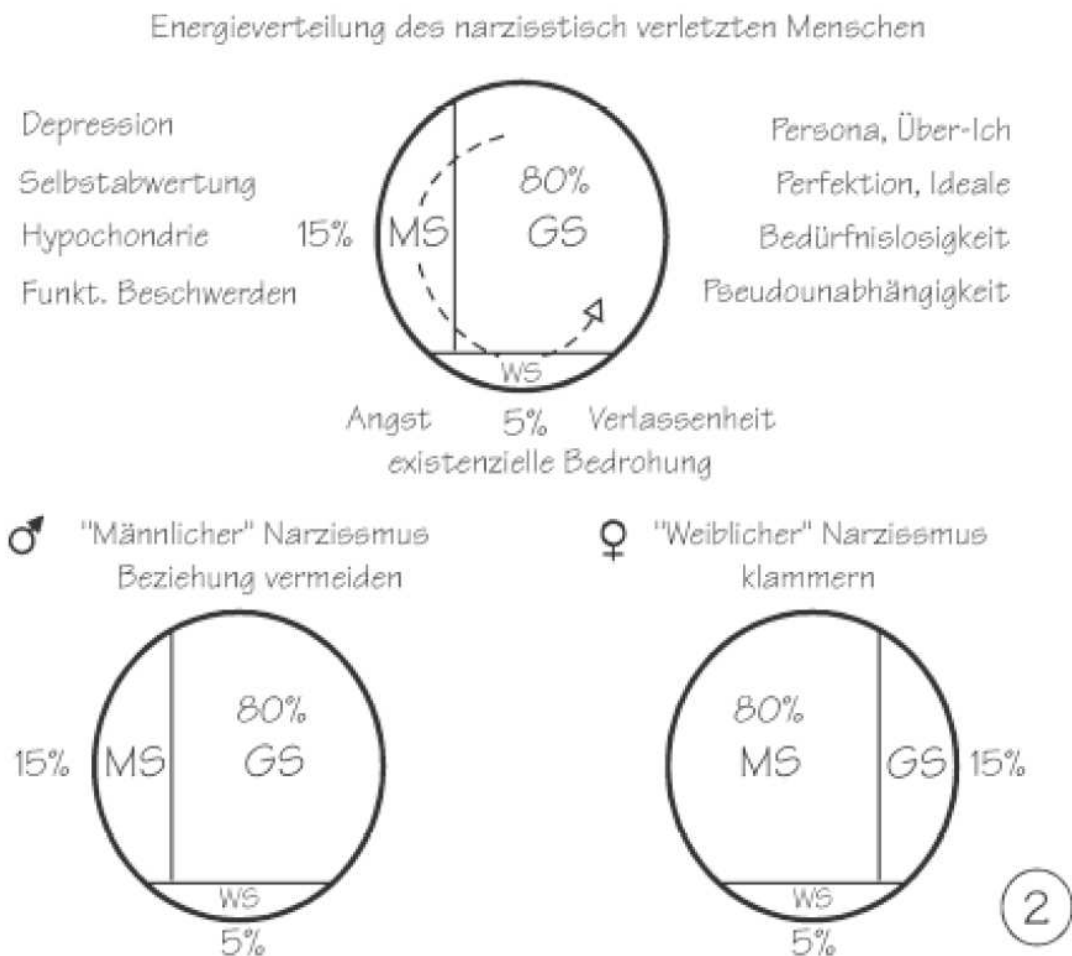 Energieverteilung des narzisstisch verletzten Menschen
Depression
Selbstabwertung
Hypochondrie
Funkt. Beschwerden
15%
MS
80%
GS
Persona, Über-Ich
Perfektion, Ideale
Bedürfnislosigkeit
Pseudounabhängigkeit
WS
Angst 5% Verlassenheit
existenzielle Bedrohung
♂ "Männlicher" Narzissmus
Beziehung vermeiden
80%
15% MS GS
WS
5%
♀ "Weiblicher" Narzissmus
klammern
80%
MS GS 15%
WS
5%
2